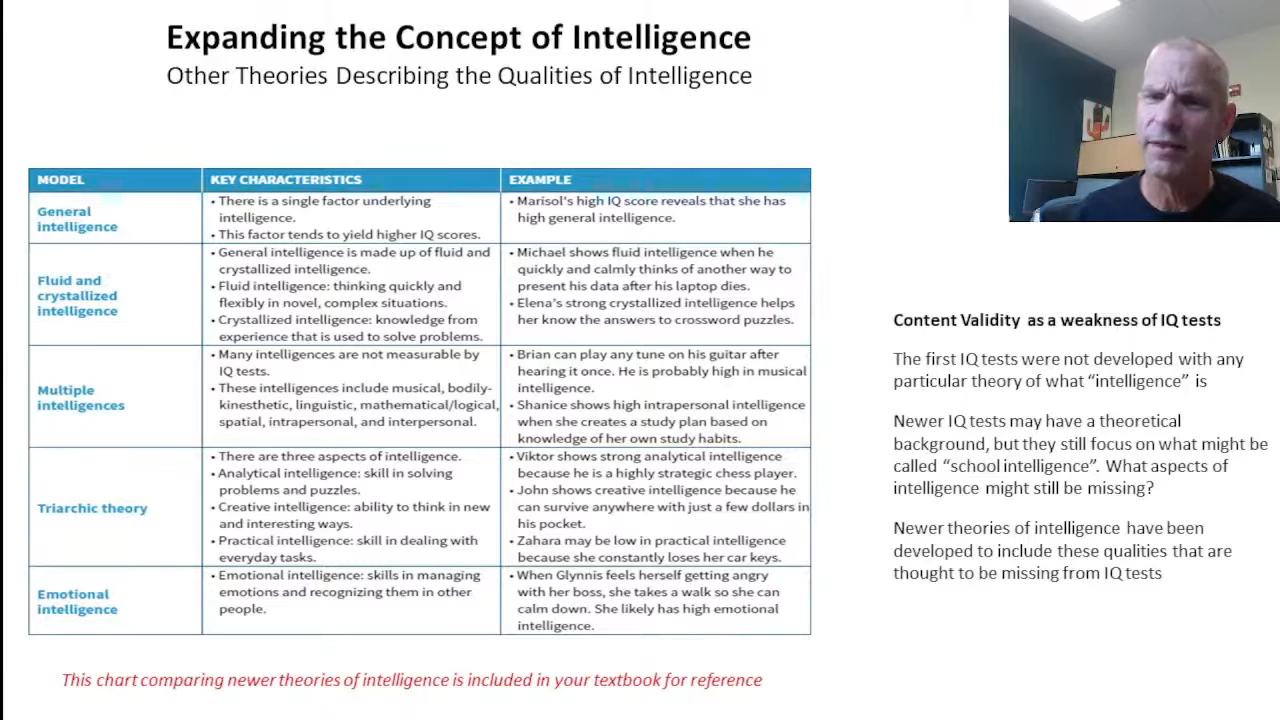 Expanding the Concept of Intelligence
Other Theories Describing the Qualities of Intelligence
MODEL
KEY CHARACTERISTICS
EXAMPLE
General
intelligence
• There is a single factor underlying
intelligence.
• This factor tends to yield higher IQ scores.
• Marisol's high IQ score reveals that she has
high general intelligence.
Fluid and
crystallized
intelligence
• General intelligence is made up of fluid and
crystallized intelligence.
• Fluid intelligence: thinking quickly and
flexibly in novel, complex situations.
• Crystallized intelligence: knowledge from
experience that is used to solve problems.
• Michael shows fluid intelligence when he
quickly and calmly thinks of another way to
present his data after his laptop dies.
• Elena's strong crystallized intelligence helps
her know the answers to crossword puzzles.
Multiple
intelligences
• Many intelligences are not measurable by
IQ tests.
• These intelligences include musical, bodily-
kinesthetic, linguistic, mathematical/logical,
spatial, intrapersonal, and interpersonal.
• Brian can play any tune on his guitar after
hearing it once. He is probably high in musical
intelligence.
• Shanice shows high intrapersonal intelligence
when she creates a study plan based on
knowledge of her own study habits.
Triarchic theory
• There are three aspects of intelligence.
• Analytical intelligence: skill in solving
problems and puzzles.
• Creative intelligence: ability to think in new
and interesting ways.
• Practical intelligence: skill in dealing with
everyday tasks.
• Viktor shows strong analytical intelligence
because he is a highly strategic chess player.
• John shows creative intelligence because he
can survive anywhere with just a few dollars in
his pocket.
• Zahara may be low in practical intelligence
because she constantly loses her car keys.
Emotional
intelligence
• Emotional intelligence: skills in managing
emotions and recognizing them in other
people.
• When Glynnis feels herself getting angry
with her boss, she takes a walk so she can
calm down. She likely has high emotional
intelligence.
This chart comparing newer theories of intelligence is included in your textbook for reference
Content Validity as a weakness of IQ tests
The first IQ tests were not developed with any
particular theory of what “intelligence” is
Newer IQ tests may have a theoretical
background, but they still focus on what might be
called “school intelligence”. What aspects of
intelligence might still be missing?
Newer theories of intelligence have been
developed to include these qualities that are
thought to be missing from IQ tests